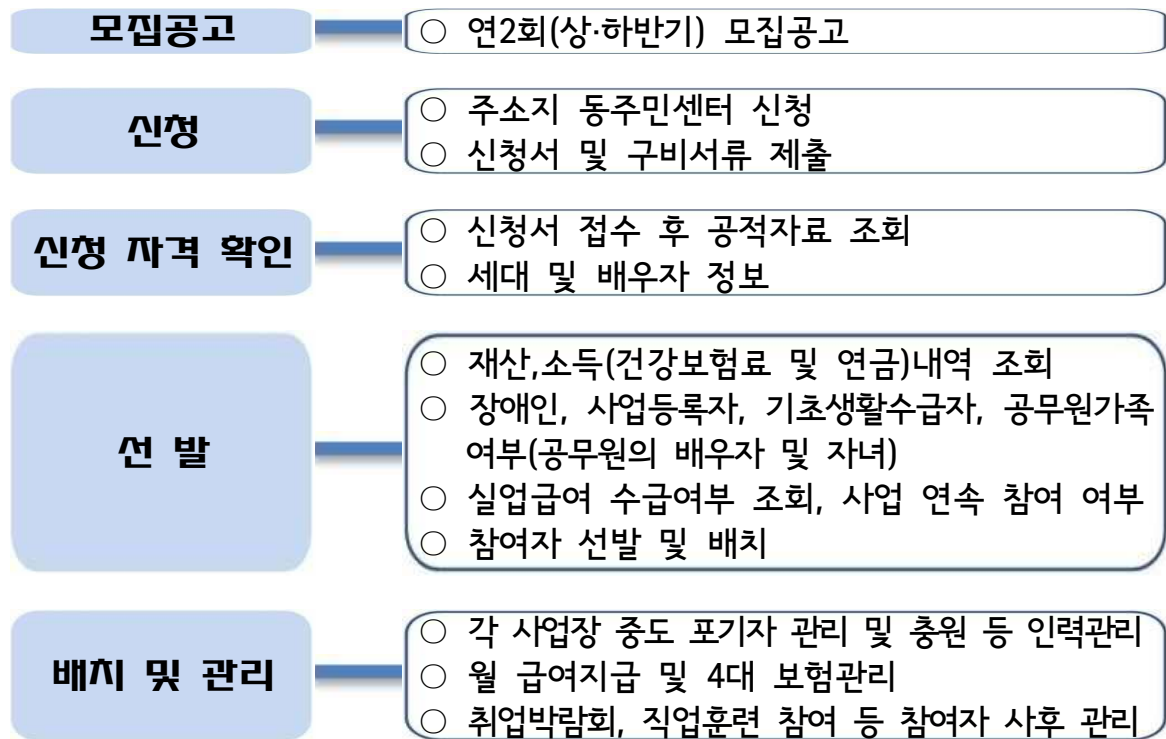 모집공고
○ 연2회(상·하반기) 모집공고
신청
○ 주소지 동주민센터 신청
○ 신청서 및 구비서류 제출
신청 자격 확인
○ 신청서 접수 후 공적자료 조회
○ 세대 및 배우자 정보
선 발
○ 재산,소득(건강보험료 및 연금)내역 조회
○ 장애인, 사업등록자, 기초생활수급자, 공무원가족
여부(공무원의 배우자 및 자녀)
○ 실업급여 수급여부 조회, 사업 연속 참여 여부
○ 참여자 선발 및 배치
배치 및 관리
○ 각 사업장 중도 포기자 관리 및 충원 등 인력관리
○ 월 급여지급 및 4대 보험관리
○ 취업박람회, 직업훈련 참여 등 참여자 사후 관리